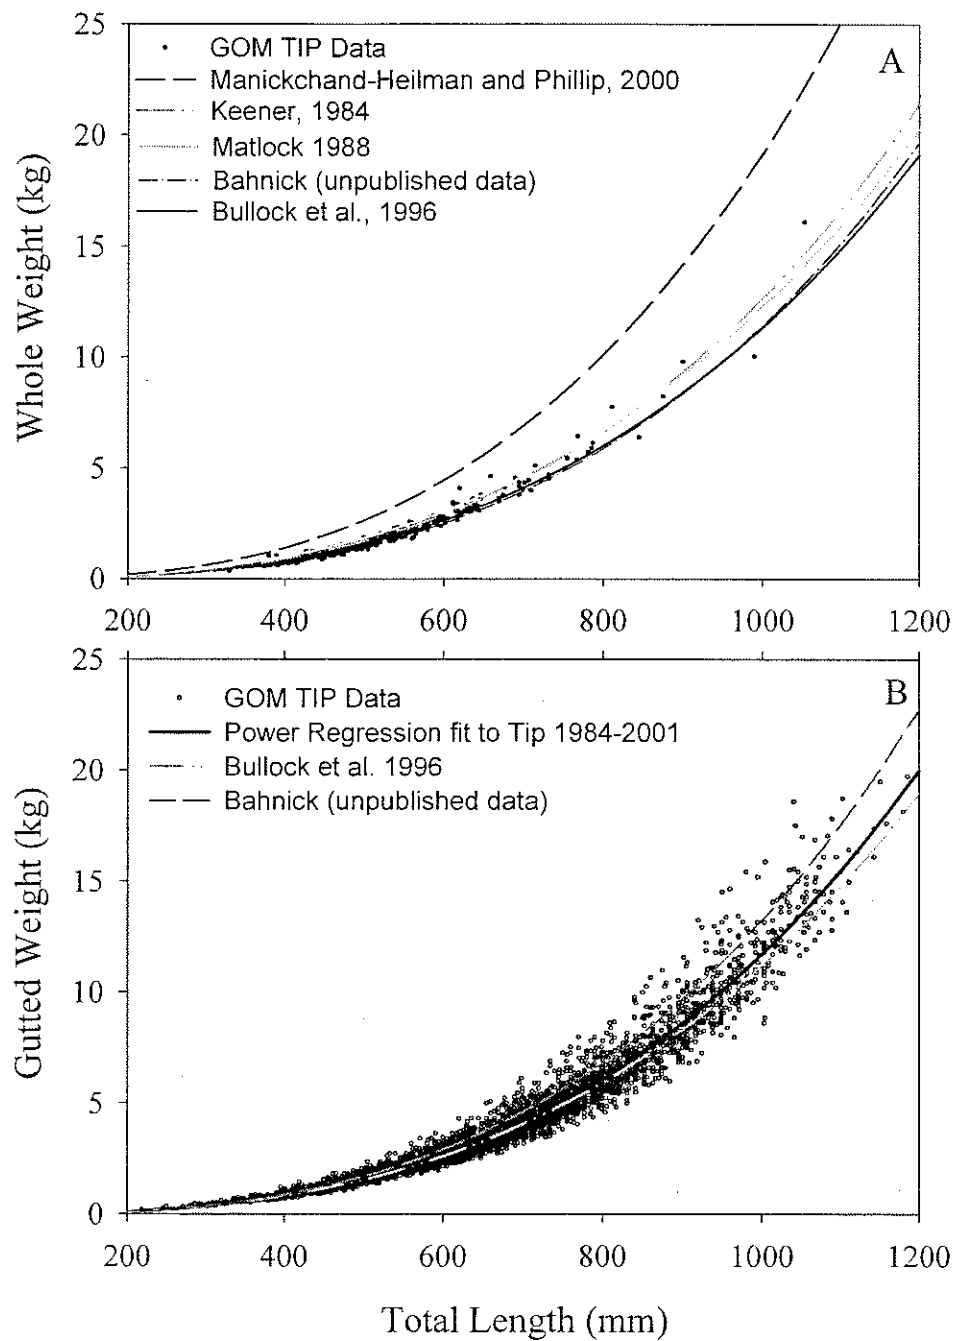 25
20
15
10
5
0
Whole Weight (kg)
A
GOM TIP Data
Manickchand-Heilman and Phillip, 2000
Keener, 1984
Matlock 1988
Bahnick (unpublished data)
Bullock et al., 1996
200 400 600 800 1000 1200
25
20
15
10
5
0
Gutted Weight (kg)
B
GOM TIP Data
Power Regression fit to Tip 1984-2001
Bullock et al. 1996
Bahnick (unpublished data)
200 400 600 800 1000 1200
Total Length (mm)